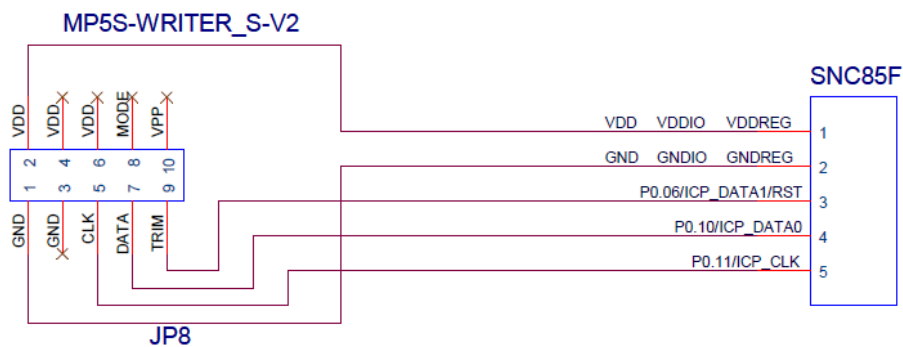 MP5S-WRITER_S-V2
SNC85F
VDD VDD VDD MODE VPP
2 4 6 8 10
1 3 5 7 9
GND GND CLK DATA TRIM
JP8
VDD VDDIO VDDREG 1
GND GNDIO GNDREG 2
P0.06/ICP_DATA1/RST 3
P0.10/ICP_DATA0 4
P0.11/ICP_CLK 5